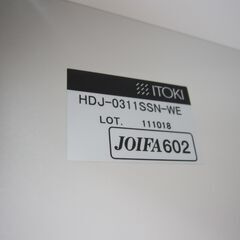 ITOKI
HDJ-0311SSN-WE
LOT. 111018
JOIFA602